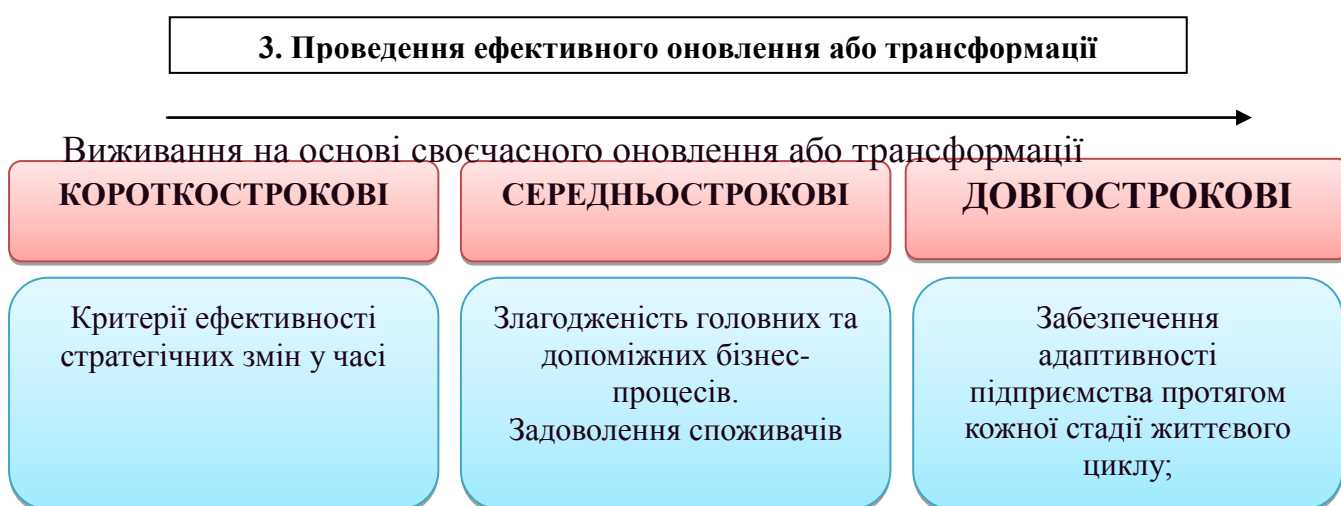 3. Проведення ефективного оновлення або трансформації
Виживання на основі своєчасного оновлення або трансформації
КОРОТКОСТРОКОВІ
СЕРЕДНЬОСТРОКОВІ
ДОВГОСТРОКОВІ
Критерії ефективності
стратегічних змін у часі
Злагодженість головних та
допоміжних бізнес-
процесів.
Задоволення споживачів
Забезпечення
адаптивності
підприємства протягом
кожної стадії життєвого
циклу;